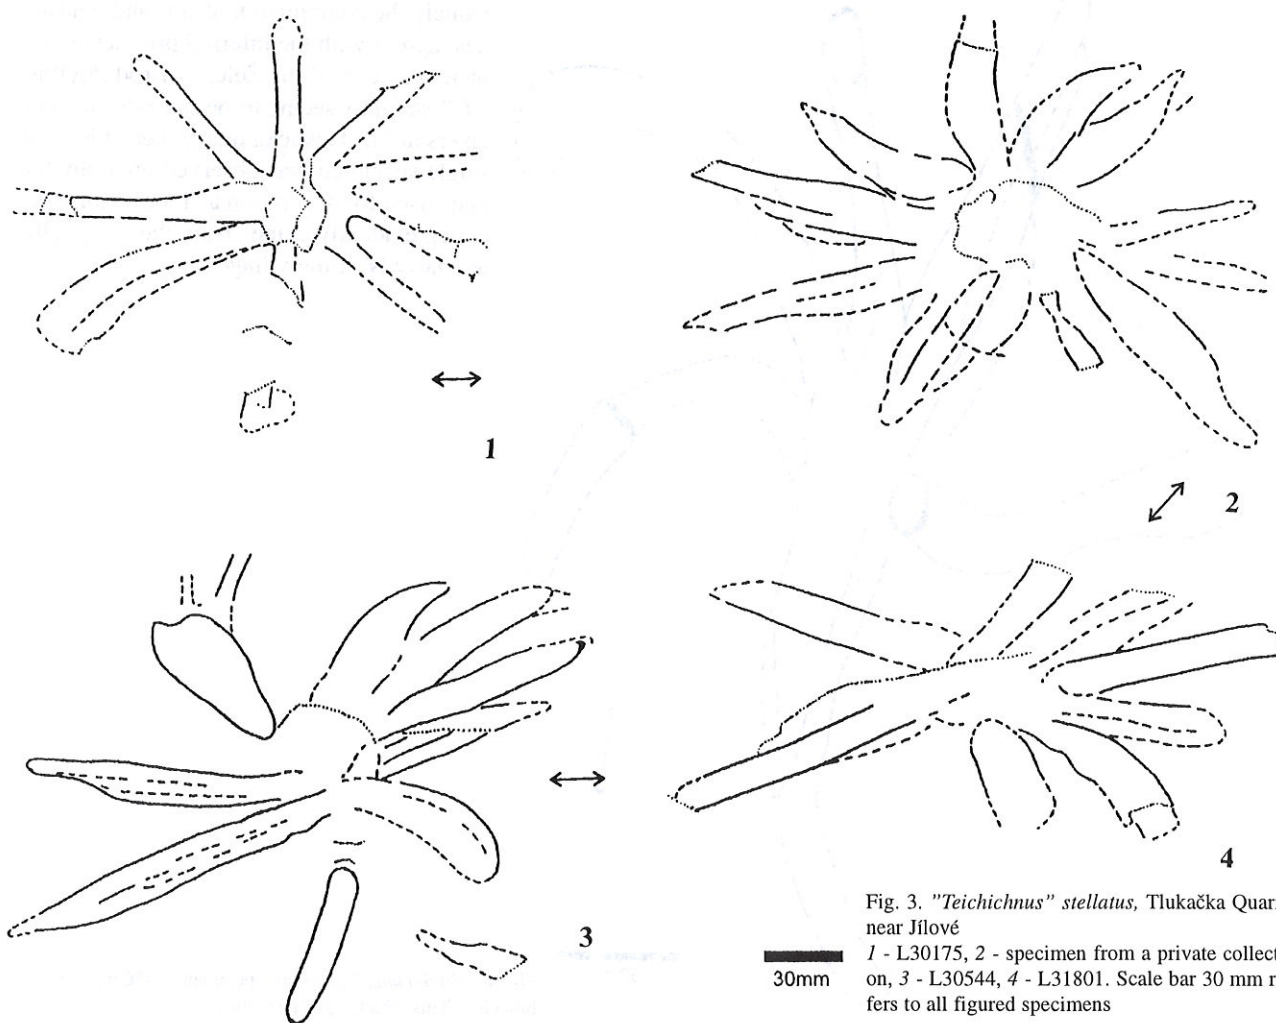 1
2
3
4
30mm
Fig. 3. "Teichichnus" stellatus, Tlukačka Quar
near Jílové
1 - L30175, 2 - specimen from a private collect
on, 3 - L30544, 4 - L31801. Scale bar 30 mm r
fers to all figured specimens